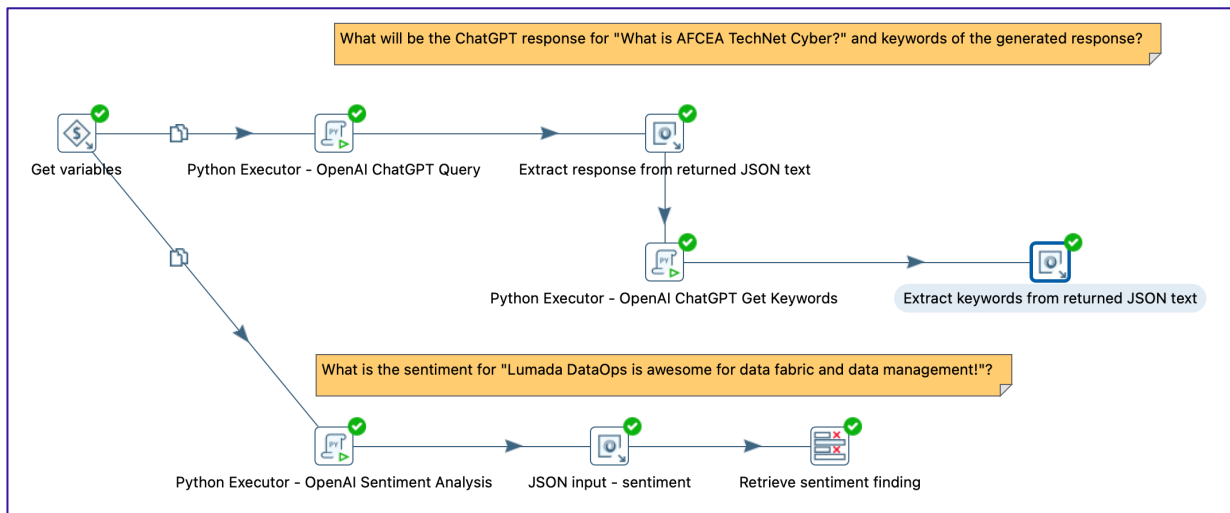 What will be the ChatGPT response for "What is AFCEA TechNet Cyber?" and keywords of the generated response?
Get variables
Python Executor - OpenAI ChatGPT Query
Extract response from returned JSON text
Python Executor - OpenAI ChatGPT Get Keywords
Extract keywords from returned JSON text
What is the sentiment for "Lumada DataOps is awesome for data fabric and data management!"?
Python Executor - OpenAI Sentiment Analysis
JSON input - sentiment
Retrieve sentiment finding